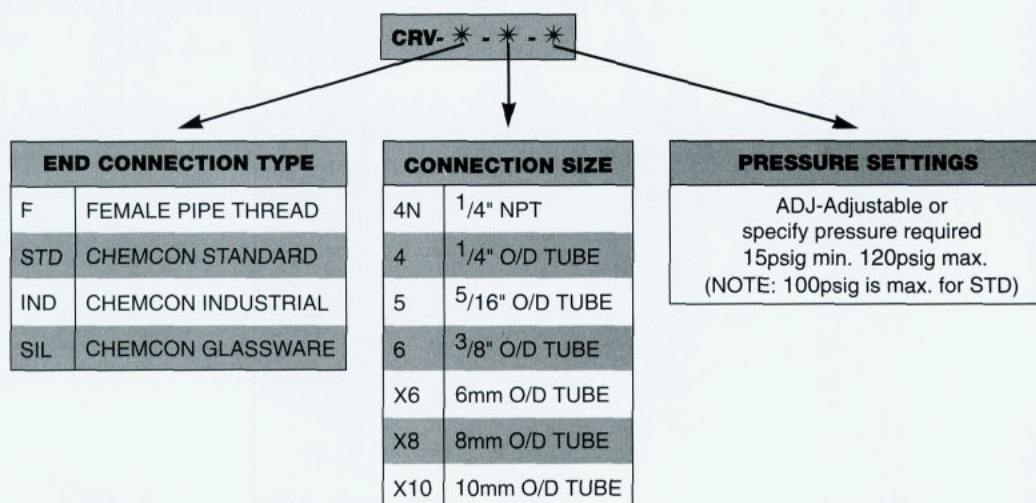 CRV- * - * - *
END CONNECTION TYPE
F FEMALE PIPE THREAD
STD CHEMCON STANDARD
IND CHEMCON INDUSTRIAL
SIL CHEMCON GLASSWARE
CONNECTION SIZE
4N 1/4" NPT
4 1/4" O/D TUBE
5 5/16" O/D TUBE
6 3/8" O/D TUBE
X6 6mm O/D TUBE
X8 8mm O/D TUBE
X10 10mm O/D TUBE
PRESSURE SETTINGS
ADJ-Adjustable or
specify pressure required
15psig min. 120psig max.
(NOTE: 100psig is max. for STD)